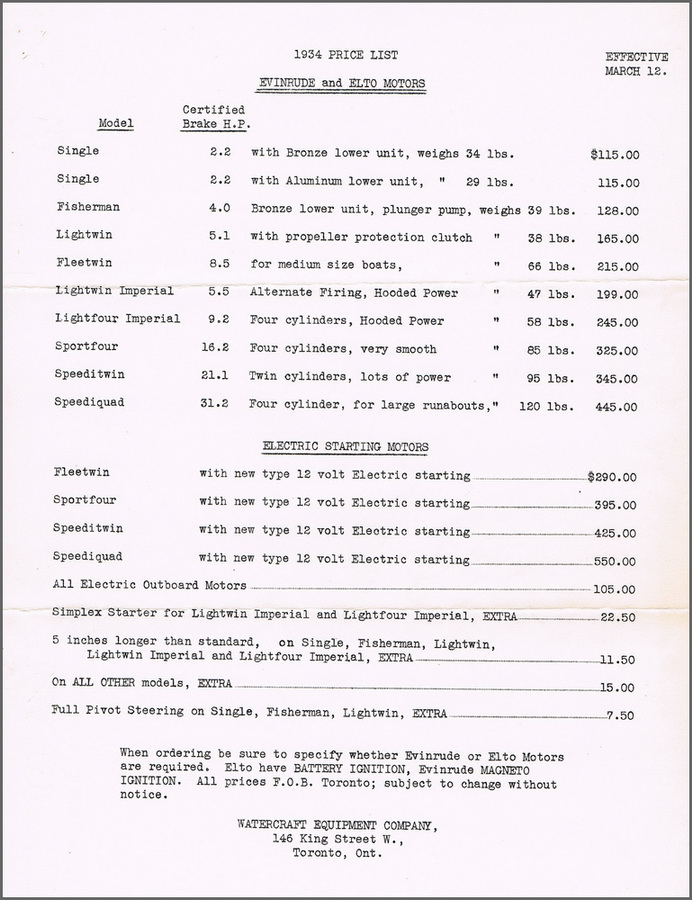 1934 PRICE LIST
EFFECTIVE
MARCH 12.
EVINRUDE and ELTO MOTORS
Model Certified Brake H.P.
Single 2.2 with Bronze lower unit, weighs 34 lbs. $115.00
Single 2.2 with Aluminum lower unit, " 29 lbs. 115.00
Fisherman 4.0 Bronze lower unit, plunger pump, weighs 39 lbs. 128.00
Lightwin 5.1 with propeller protection clutch " 38 lbs. 165.00
Fleetwin 8.5 for medium size boats, " 66 lbs. 215.00
Lightwin Imperial 5.5 Alternate Firing, Hooded Power " 47 lbs. 199.00
Lightfour Imperial 9.2 Four cylinders, Hooded Power " 58 lbs. 245.00
Sportfour 16.2 Four cylinders, very smooth " 85 lbs. 325.00
Speeditwin 21.1 Twin cylinders, lots of power " 95 lbs. 345.00
Speediquad 31.2 Four cylinder, for large runabouts," 120 lbs. 445.00
ELECTRIC STARTING MOTORS
Fleetwin with new type 12 volt Electric starting $290.00
Sportfour with new type 12 volt Electric starting 395.00
Speeditwin with new type 12 volt Electric starting 425.00
Speediquad with new type 12 volt Electric starting 550.00
All Electric Outboard Motors 105.00
Simplex Starter for Lightwin Imperial and Lightfour Imperial, EXTRA 22.50
5 inches longer than standard, on Single, Fisherman, Lightwin,
Lightwin Imperial and Lightfour Imperial, EXTRA 11.50
On ALL OTHER models, EXTRA 15.00
Full Pivot Steering on Single, Fisherman, Lightwin, EXTRA 7.50
When ordering be sure to specify whether Evinrude or Elto Motors
are required. Elto have BATTERY IGNITION, Evinrude MAGNETO
IGNITION. All prices F.O.B. Toronto; subject to change without
notice.
WATERCRAFT EQUIPMENT COMPANY,
146 King Street W.,
Toronto, Ont.